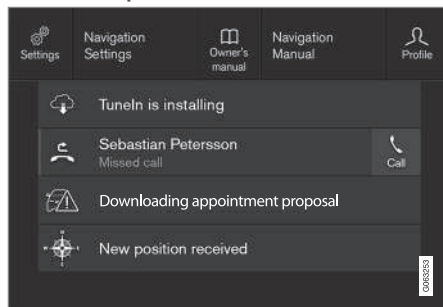 Settings
Navigation
Settings
Owner's
manual
Navigation
Manual
Profile
TuneIn is installing
Sebastian Petersson
Missed call
Call
Downloading appointment proposal
New position received
G063253